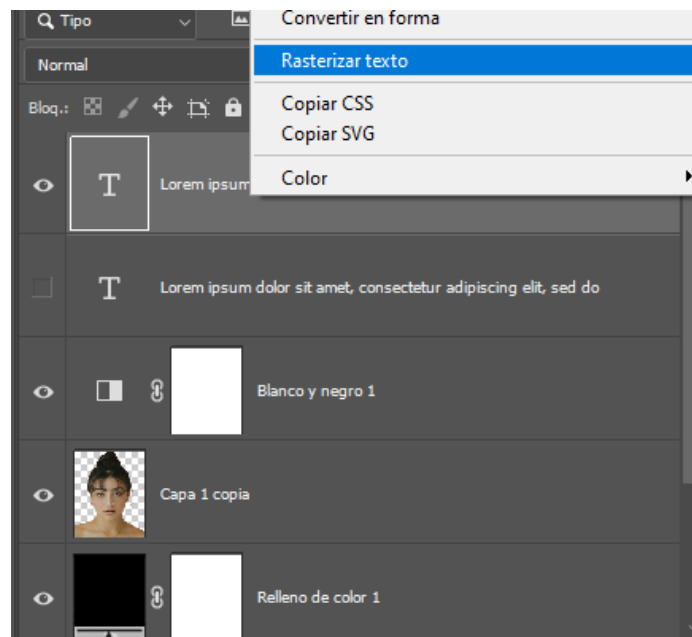 Tipo
Convertir en forma
Normal
Rasterizar texto
Bloq.:
Copiar CSS
Copiar SVG
Color
T
Lorem ipsum
T
Lorem ipsum dolor sit amet, consectetur adipiscing elit, sed do
Blanco y negro 1
Capa 1 copia
Relleno de color 1